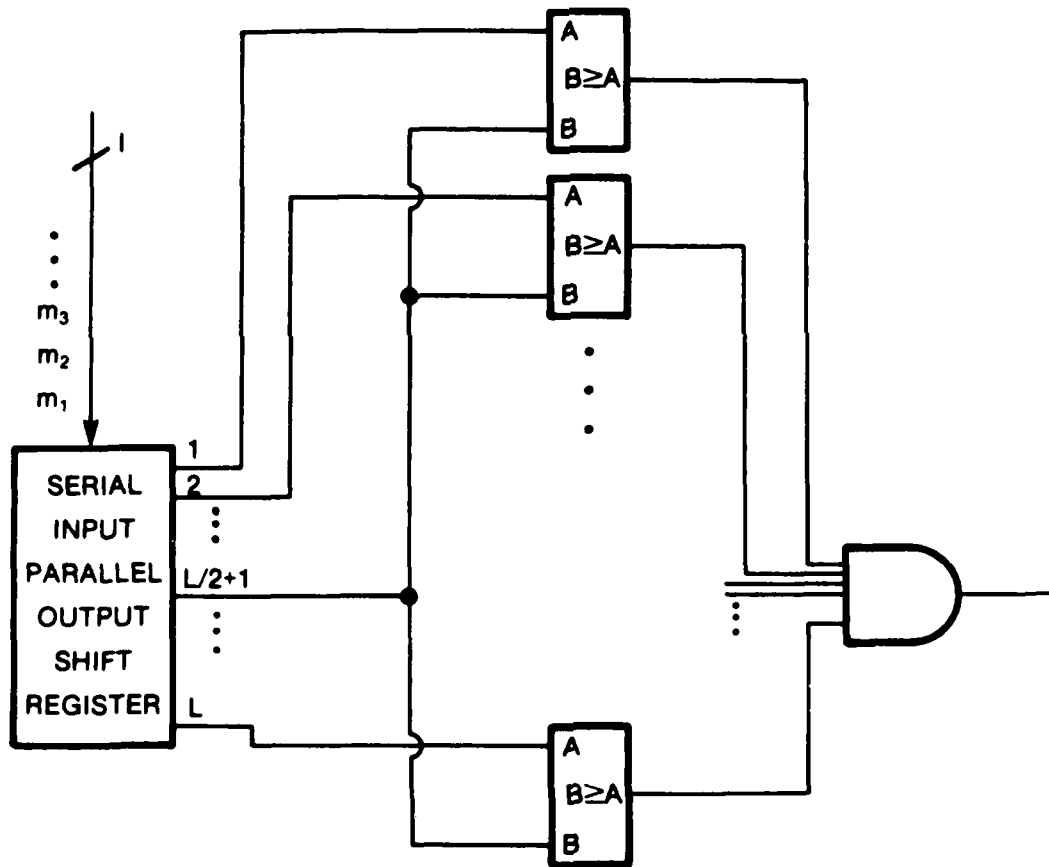 A
B≥A
B
l
A
B≥A
B
m₃
m₂
m₁
1
2
SERIAL
INPUT
PARALLEL
OUTPUT
SHIFT
REGISTER
L/2+1
L
A
B≥A
B